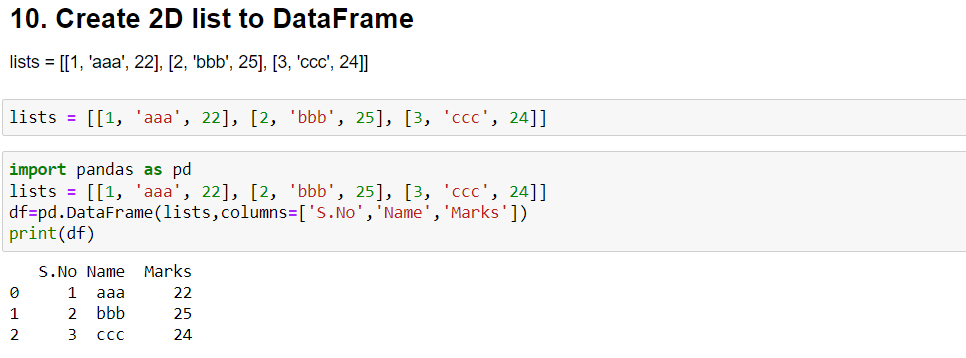 10. Create 2D list to DataFrame
lists = [[1, 'aaa', 22], [2, 'bbb', 25], [3, 'ccc', 24]]
lists = [[1, 'aaa', 22], [2, 'bbb', 25], [3, 'ccc', 24]]
import pandas as pd
lists = [[1, 'aaa', 22], [2, 'bbb', 25], [3, 'ccc', 24]]
df=pd.DataFrame(lists,columns=['S.No','Name','Marks'])
print(df)
   S.No Name  Marks
0     1  aaa     22
1     2  bbb     25
2     3  ccc     24